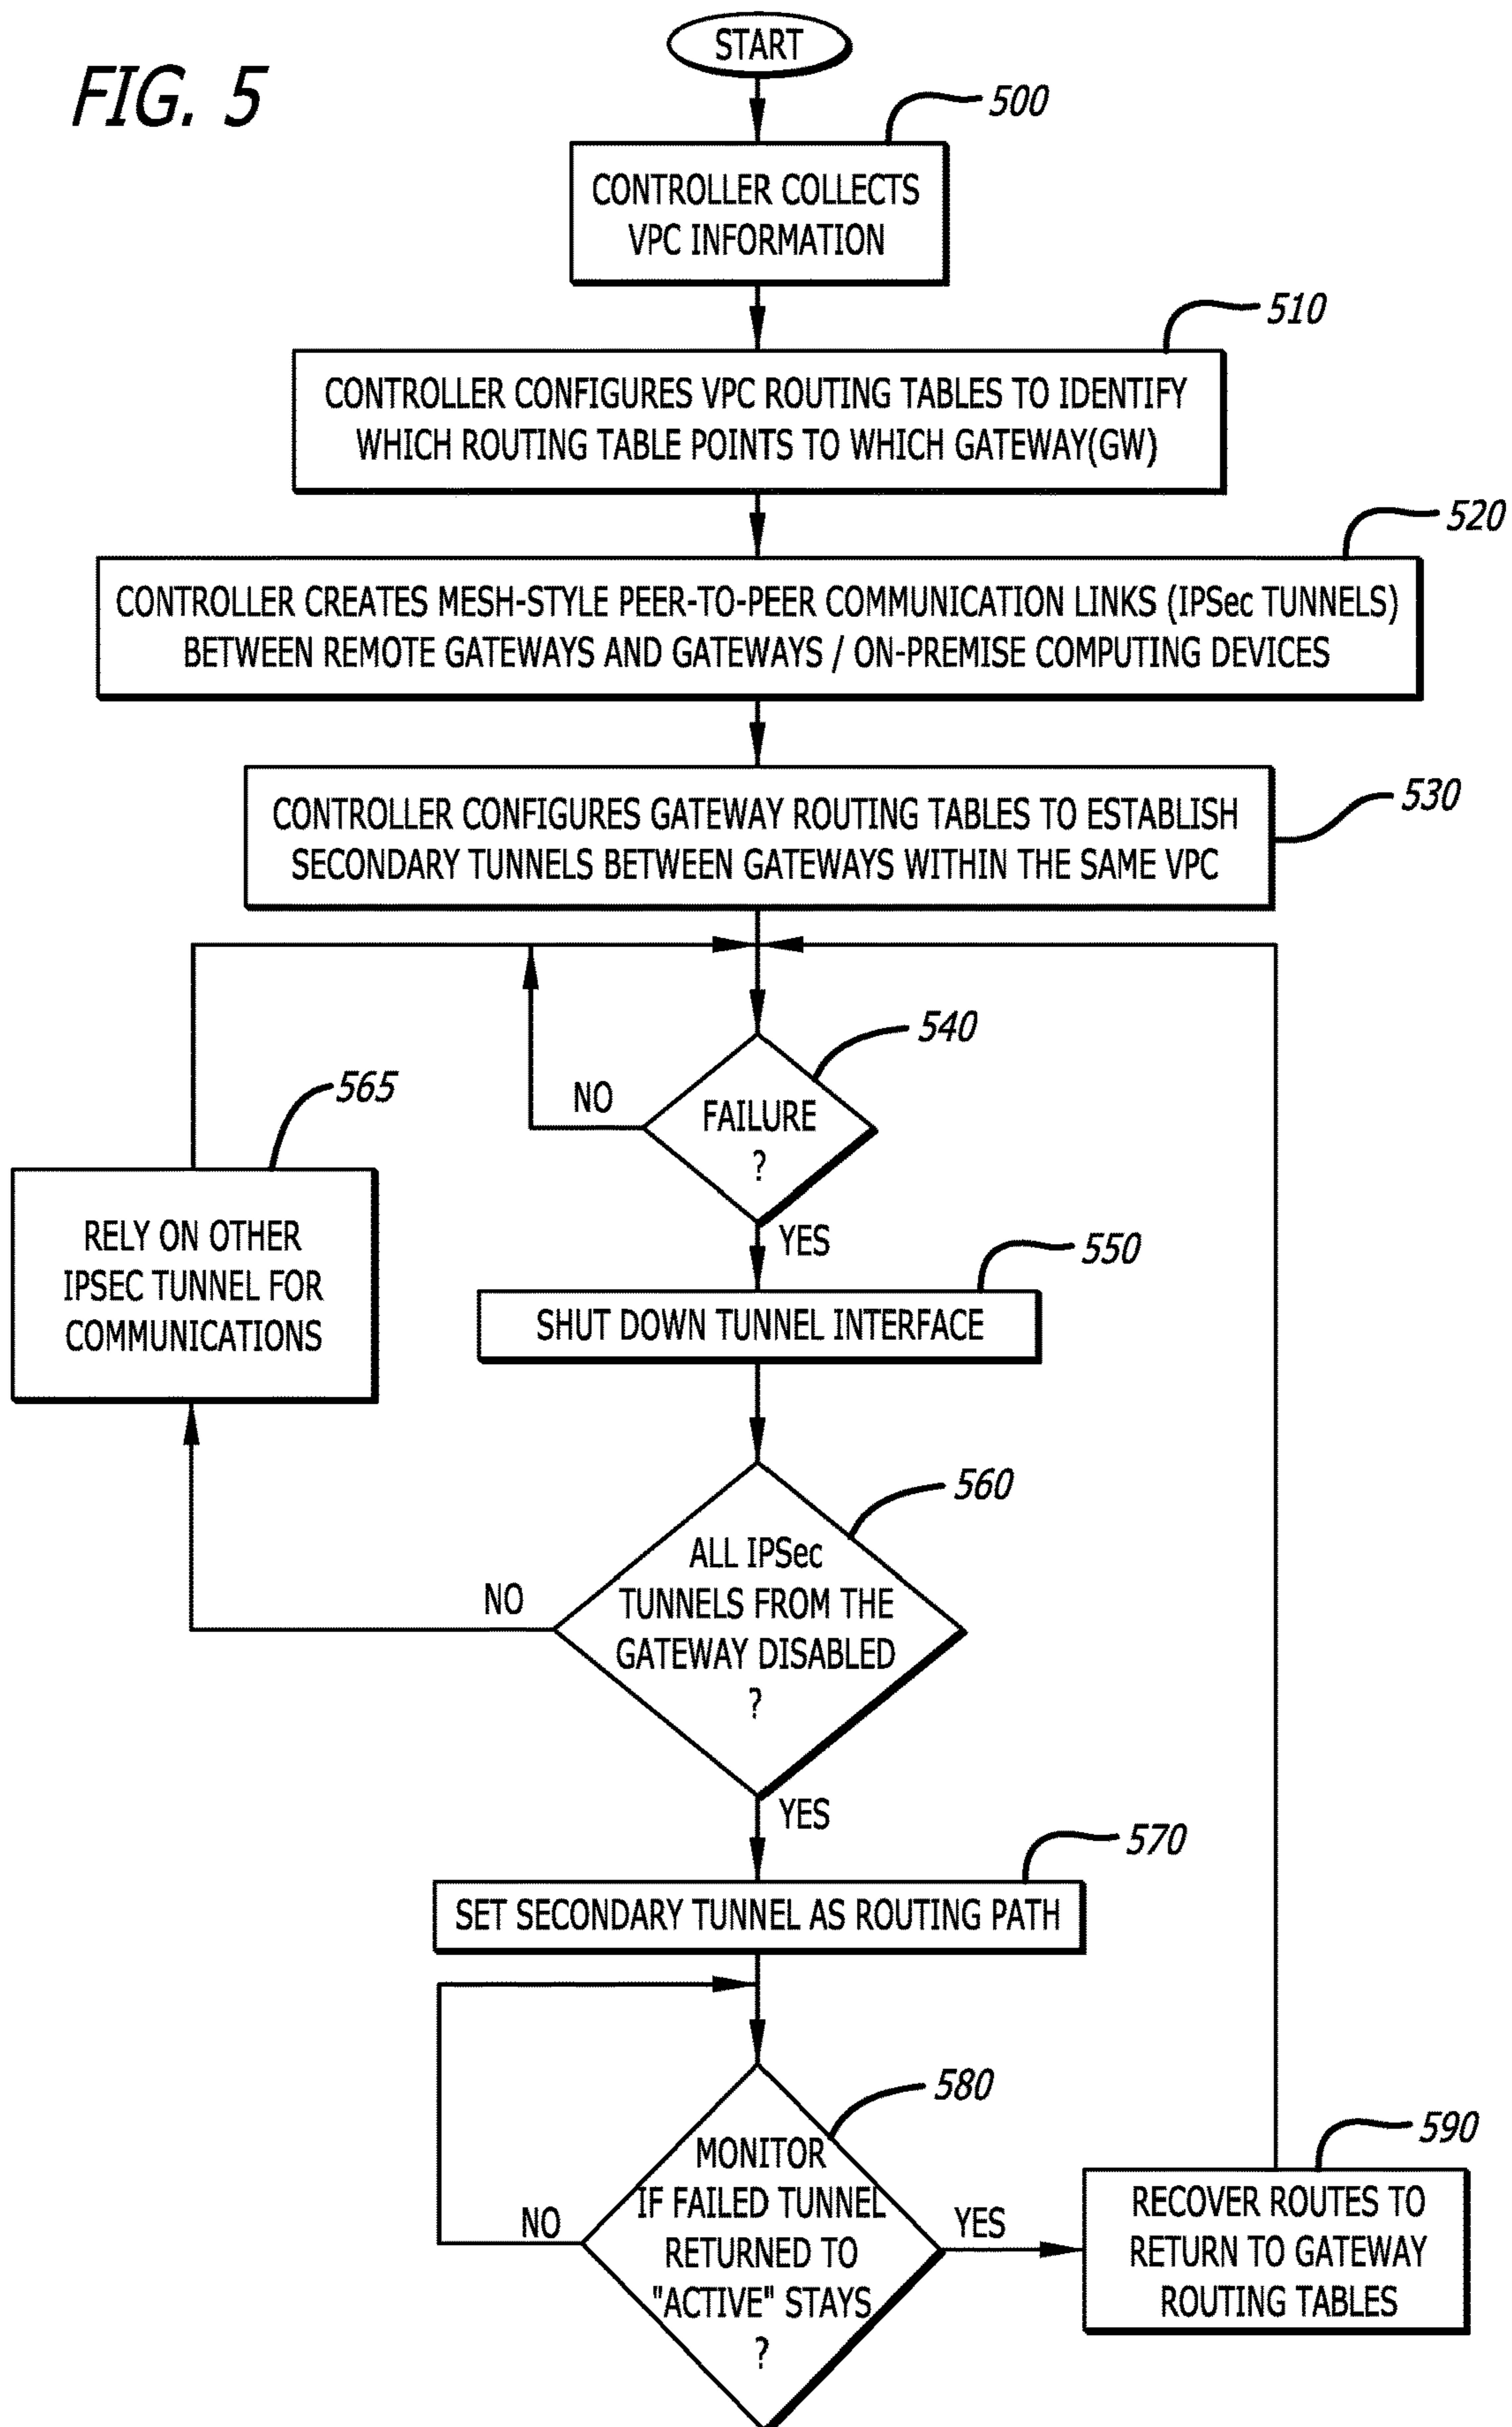 FIG. 5
START
500
CONTROLLER COLLECTS
VPC INFORMATION
510
CONTROLLER CONFIGURES VPC ROUTING TABLES TO IDENTIFY
WHICH ROUTING TABLE POINTS TO WHICH GATEWAY(GW)
520
CONTROLLER CREATES MESH-STYLE PEER-TO-PEER COMMUNICATION LINKS (IPSec TUNNELS)
BETWEEN REMOTE GATEWAYS AND GATEWAYS / ON-PREMISE COMPUTING DEVICES
530
CONTROLLER CONFIGURES GATEWAY ROUTING TABLES TO ESTABLISH
SECONDARY TUNNELS BETWEEN GATEWAYS WITHIN THE SAME VPC
540
FAILURE
?
NO
YES
565
RELY ON OTHER
IPSEC TUNNEL FOR
COMMUNICATIONS
550
SHUT DOWN TUNNEL INTERFACE
560
ALL IPSec
TUNNELS FROM THE
GATEWAY DISABLED
?
NO
YES
570
SET SECONDARY TUNNEL AS ROUTING PATH
580
MONITOR
IF FAILED TUNNEL
RETURNED TO
"ACTIVE" STAYS
?
NO
YES
590
RECOVER ROUTES TO
RETURN TO GATEWAY
ROUTING TABLES